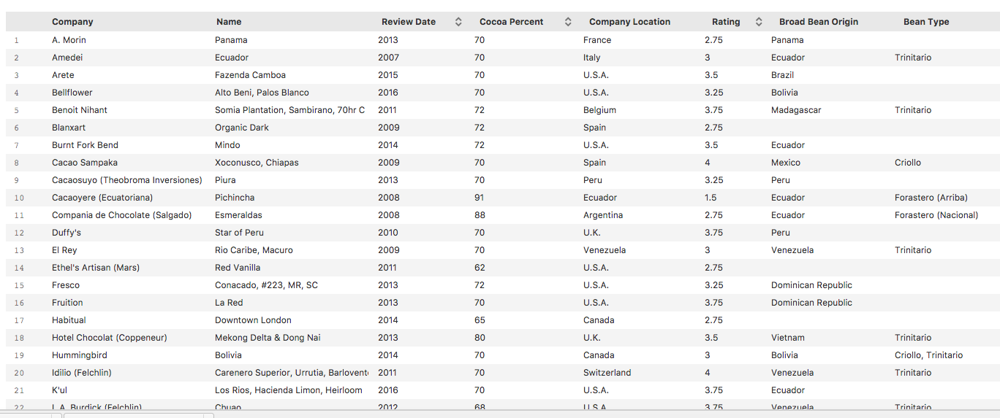 Company Name Review Date Cocoa Percent Company Location Rating Broad Bean Origin Bean Type
1 A. Morin Panama 2013 70 France 2.75 Panama
2 Amedei Ecuador 2007 70 Italy 3 Ecuador Trinitario
3 Arete Fazenda Camboa 2015 70 U.S.A. 3.5 Brazil
4 Bellflower Alto Beni, Palos Blanco 2016 70 U.S.A. 3.25 Bolivia
5 Benoit Nihant Somia Plantation, Sambirano, 70hr C 2011 72 Belgium 3.75 Madagascar Trinitario
6 Blanxart Organic Dark 2009 72 Spain 2.75
7 Burnt Fork Bend Mindo 2014 72 U.S.A. 3.5 Ecuador
8 Cacao Sampaka Xoconusco, Chiapas 2009 70 Spain 4 Mexico Criollo
9 Cacaosuyo (Theobroma Inversiones) Piura 2013 70 Peru 3.25 Peru
10 Cacaoyere (Ecuatoriana) Pichincha 2008 91 Ecuador 1.5 Ecuador Forastero (Arriba)
11 Compania de Chocolate (Salgado) Esmeraldas 2008 88 Argentina 2.75 Ecuador Forastero (Nacional)
12 Duffy's Star of Peru 2010 70 U.K. 3.75 Peru
13 El Rey Rio Caribe, Macuro 2009 70 Venezuela 3 Venezuela Trinitario
14 Ethel's Artisan (Mars) Red Vanilla 2011 62 U.S.A. 2.75
15 Fresco Conacado, #223, MR, SC 2013 72 U.S.A. 3.25 Dominican Republic
16 Fruition La Red 2013 70 U.S.A. 3.75 Dominican Republic
17 Habitual Downtown London 2014 65 Canada 2.75
18 Hotel Chocolat (Coppeneur) Mekong Delta & Dong Nai 2013 80 U.K. 3.5 Vietnam Trinitario
19 Hummingbird Bolivia 2014 70 Canada 3 Bolivia Criollo, Trinitario
20 Idilio (Felchlin) Carenero Superior, Urrutia, Barlovent 2011 70 Switzerland 4 Venezuela Trinitario
21 K'ul Los Rios, Hacienda Limon, Heirloom 2016 70 U.S.A. 3.75 Ecuador
22 L.A. Burdick (Felchlin) Chuao 2012 68 U.S.A. 3.75 Venezuela Trinitario